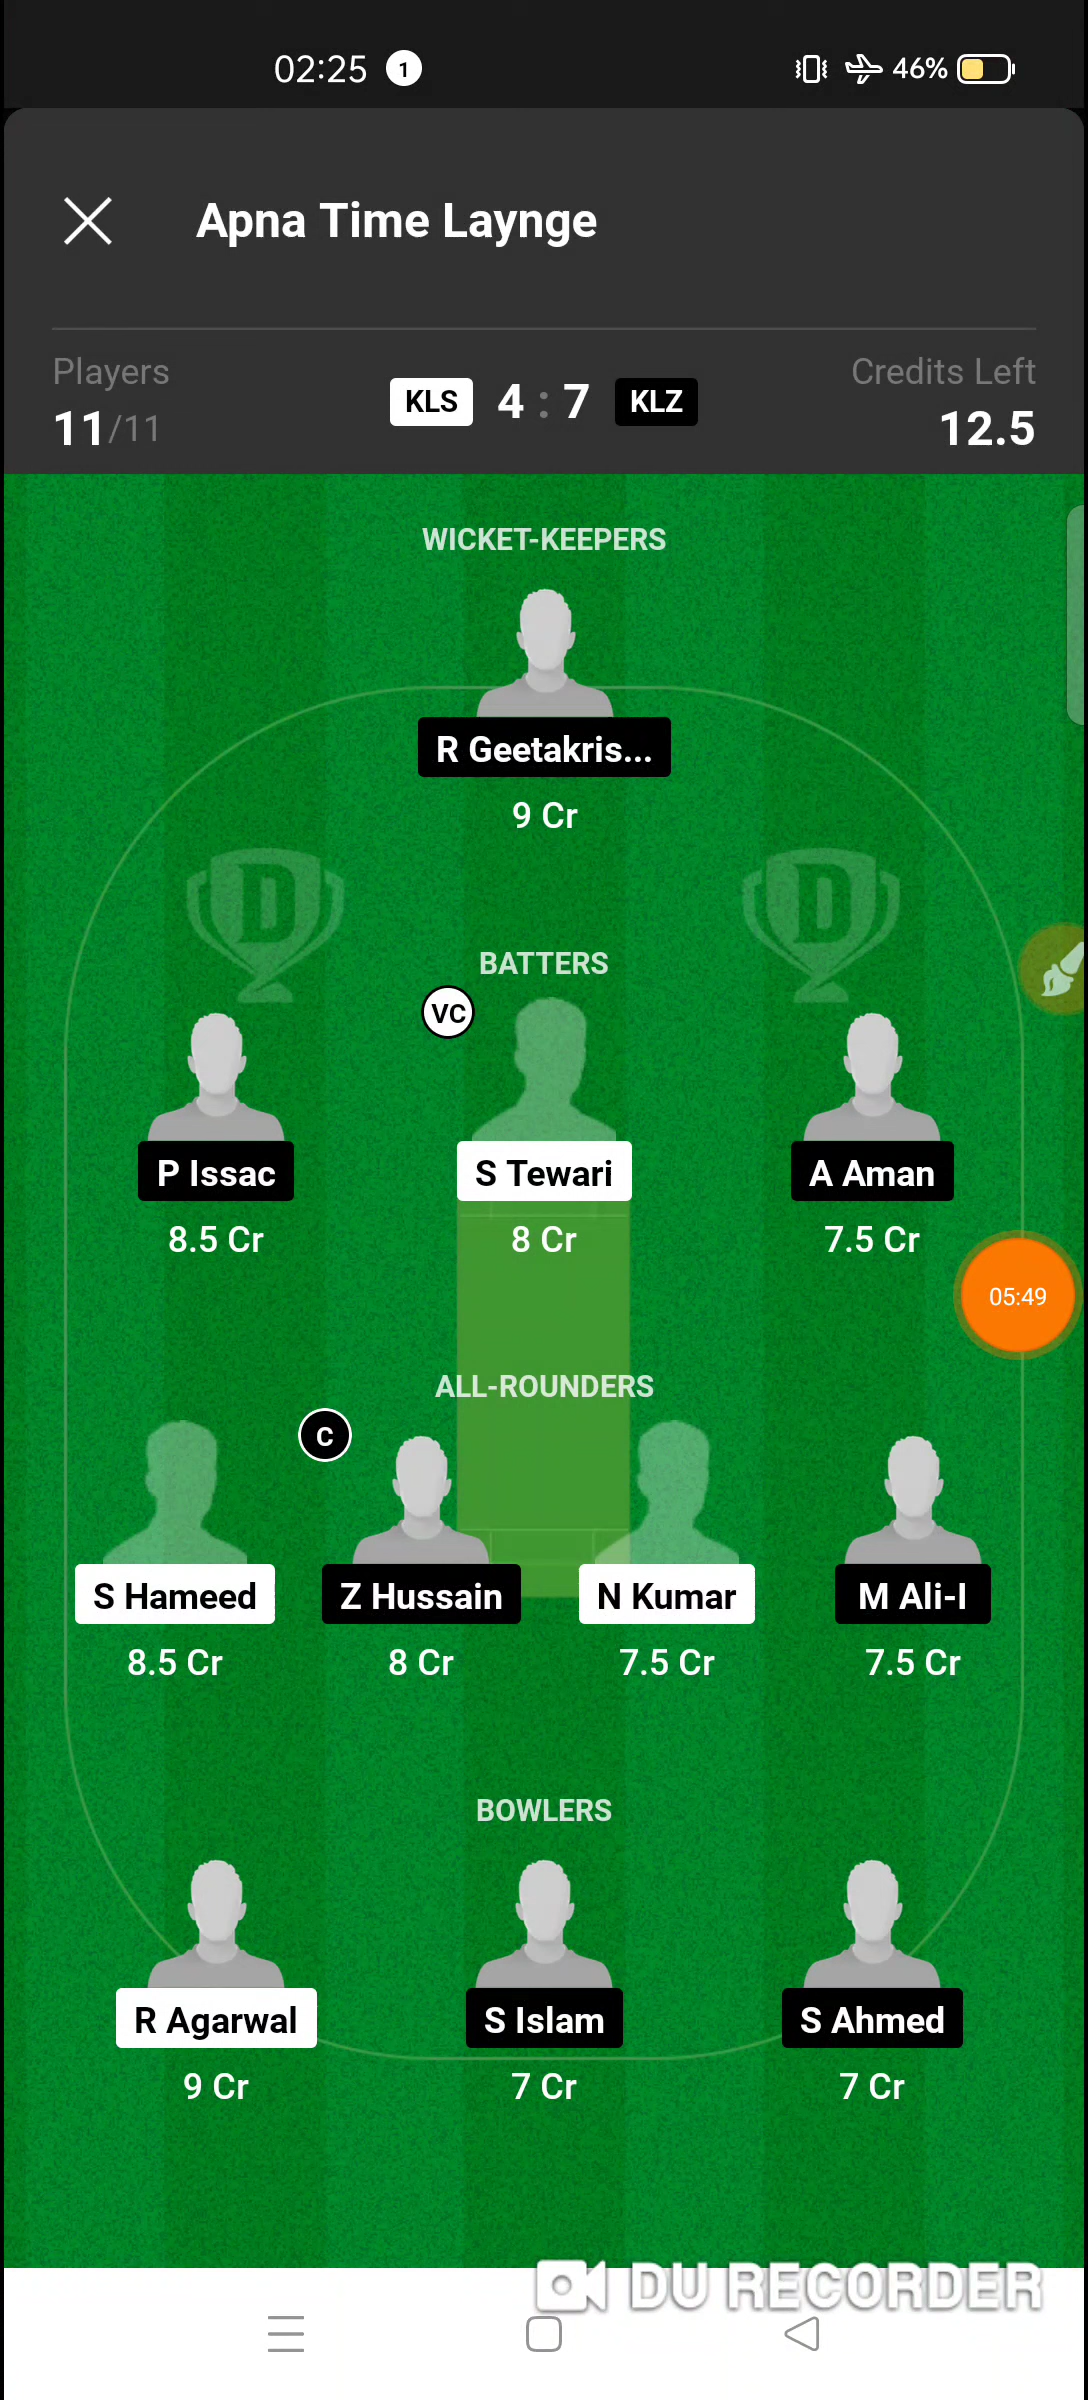 02:25 1 46%
Apna Time Laynge
Players Credits Left
11/11 KLS 4 : 7 KLZ 12.5
WICKET-KEEPERS
R Geetakris...
9 Cr
D D
BATTERS
VC
P Issac S Tewari A Aman
8.5 Cr 8 Cr 7.5 Cr
05:49
ALL-ROUNDERS
C
S Hameed Z Hussain N Kumar M Ali-I
8.5 Cr 8 Cr 7.5 Cr 7.5 Cr
BOWLERS
R Agarwal S Islam S Ahmed
9 Cr 7 Cr 7 Cr
DU RECORDER